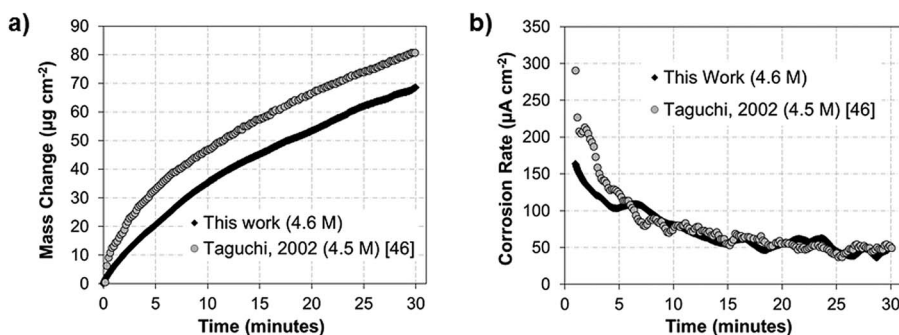 a)
90
80
70
60
50
40
30
20
10
0
Mass Change (µg cm⁻²)
This work (4.6 M)
Taguchi, 2002 (4.5 M) [46]
0 5 10 15 20 25 30
Time (minutes)
b)
350
300
250
200
150
100
50
0
Corrosion Rate (µA cm⁻²)
This Work (4.6 M)
Taguchi, 2002 (4.5 M) [46]
0 5 10 15 20 25 30
Time (minutes)